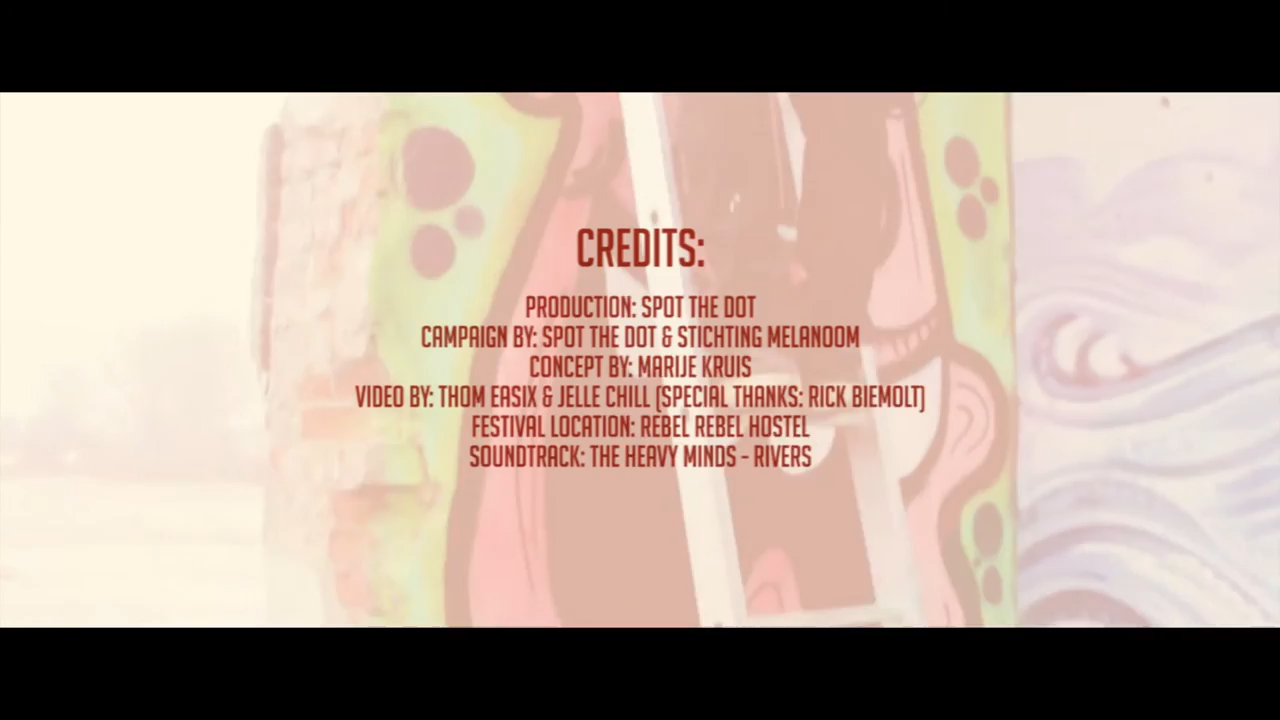 CREDITS:
PRODUCTION: SPOT THE DOT
CAMPAIGN BY: SPOT THE DOT & STICHTING MELANOOM
CONCEPT BY: MARIJE KRUIS
VIDEO BY: THOM EASIX & JELLE CHILL (SPECIAL THANKS: RICK BIEMOLT)
FESTIVAL LOCATION: REBEL REBEL HOSTEL
SOUNDTRACK: THE HEAVY MINDS - RIVERS